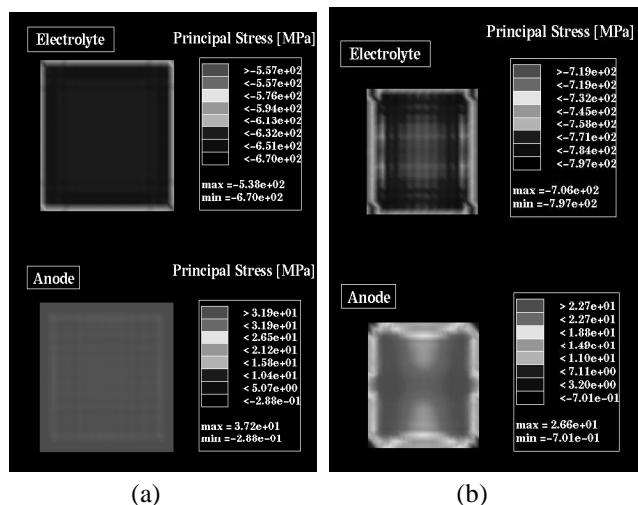 Electrolyte
Principal Stress [MPa]
>-5.57e+02
<-5.57e+02
<-5.76e+02
<-5.94e+02
<-6.13e+02
<-6.32e+02
<-6.51e+02
<-6.70e+02
max =-5.38e+02
min =-6.70e+02
Anode
Principal Stress [MPa]
> 3.19e+01
< 3.19e+01
< 2.65e+01
< 2.12e+01
< 1.58e+01
< 1.04e+01
< 5.07e+00
<-2.88e-01
max = 3.72e+01
min =-2.88e-01
(a)
Principal Stress [MPa]
Electrolyte
>-7.19e+02
<-7.19e+02
<-7.32e+02
<-7.45e+02
<-7.58e+02
<-7.71e+02
<-7.84e+02
<-7.97e+02
max =-7.06e+02
min =-7.97e+02
Principal Stress [MPa]
Anode
> 2.27e+01
< 2.27e+01
< 1.88e+01
< 1.49e+01
< 1.10e+01
< 7.11e+00
< 3.20e+00
<-7.01e-01
max = 2.66e+01
min =-7.01e-01
(b)